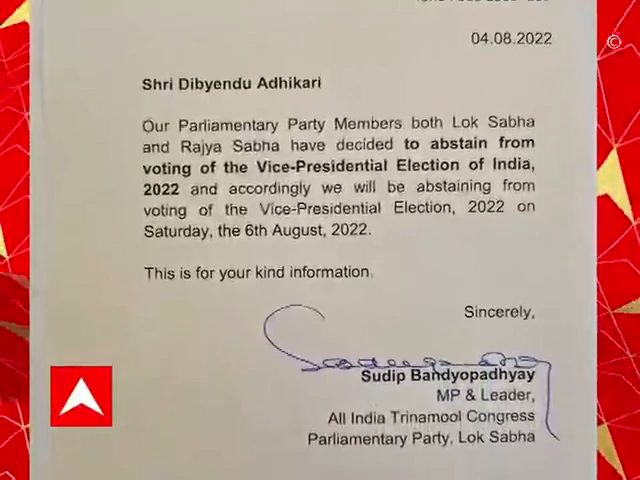 04.08.2022
Shri Dibyendu Adhikari
Our Parliamentary Party Members both Lok Sabha
and Rajya Sabha have decided to abstain from
voting of the Vice-Presidential Election of India,
2022 and accordingly we will be abstaining from
voting of the Vice-Presidential Election, 2022 on
Saturday, the 6th August, 2022.
This is for your kind information.
Sincerely,
Sudip Bandyopadhyay
MP & Leader,
All India Trinamool Congress
Parliamentary Party, Lok Sabha
©